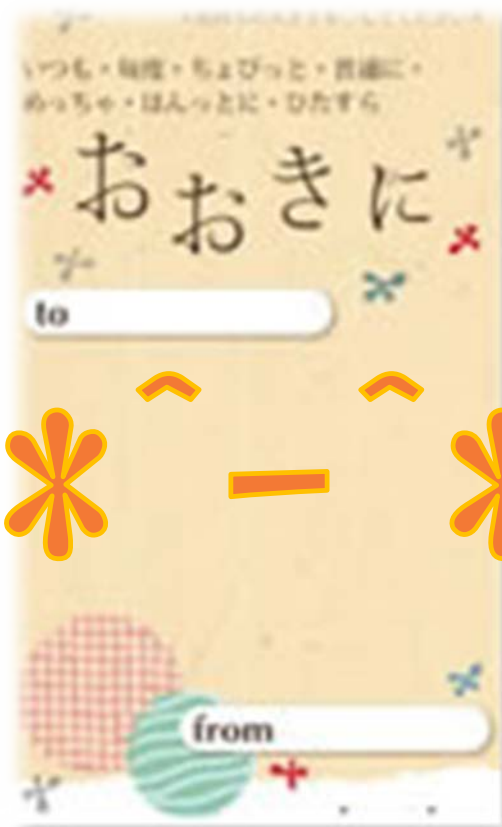 いつも・毎度・ちょびっと・普通に・
めっちゃ・ほんっとに・ひたすら
おおきに
to
^ ^
* － *
from